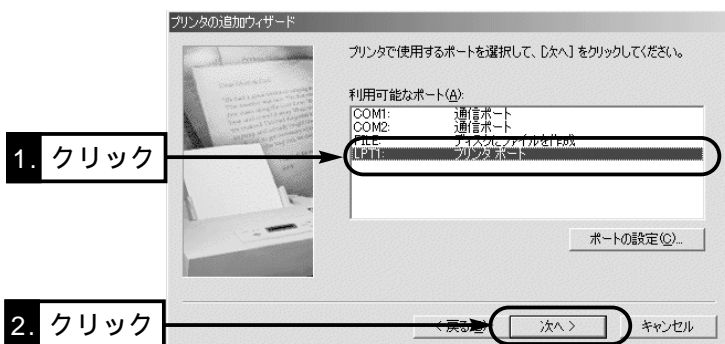 プリンタの追加ウィザード
プリンタで使用するポートを選択して、[次へ] をクリックしてください。
利用可能なポート(A):
COM1: 通信ポート
COM2: 通信ポート
FILE: ディスクにファイルを作成
LPT1: プリンタ ポート
1. クリック
ポートの設定(C)...
2. クリック
< 戻る(B)
次へ >
キャンセル